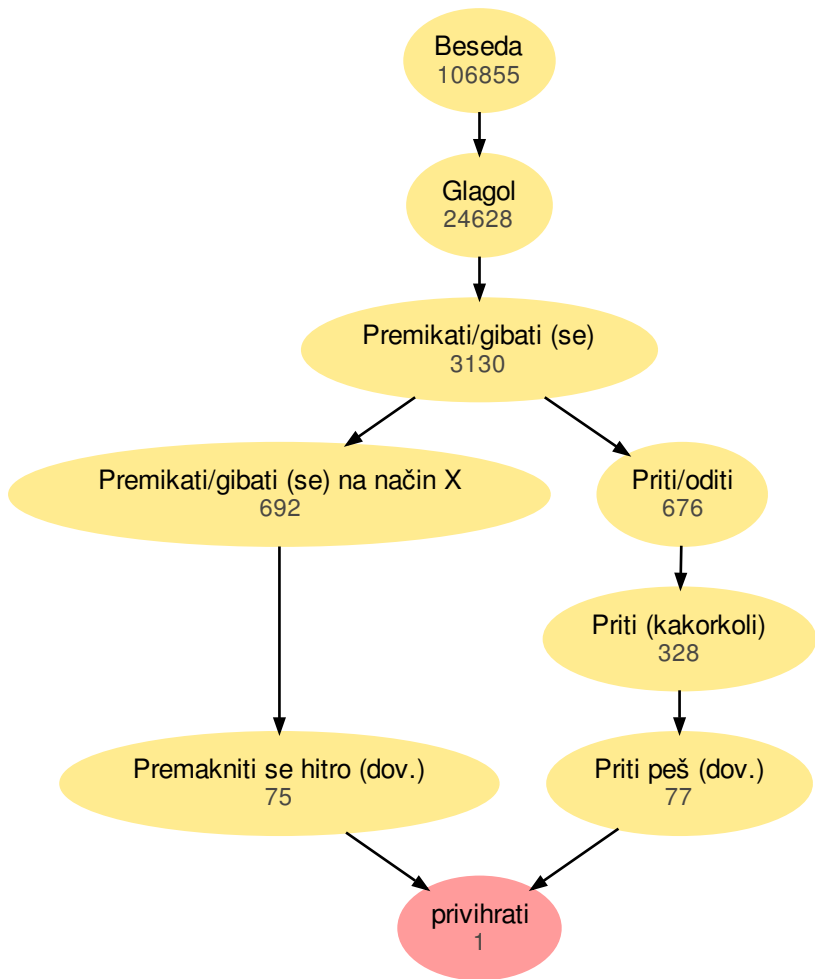 Beseda
106855
Glagol
24628
Premikati/gibati (se)
3130
Premikati/gibati (se) na način X
692
Priti/oditi
676
Priti (kakorkoli)
328
Premakniti se hitro (dov.)
75
Priti peš (dov.)
77
privihrati
1